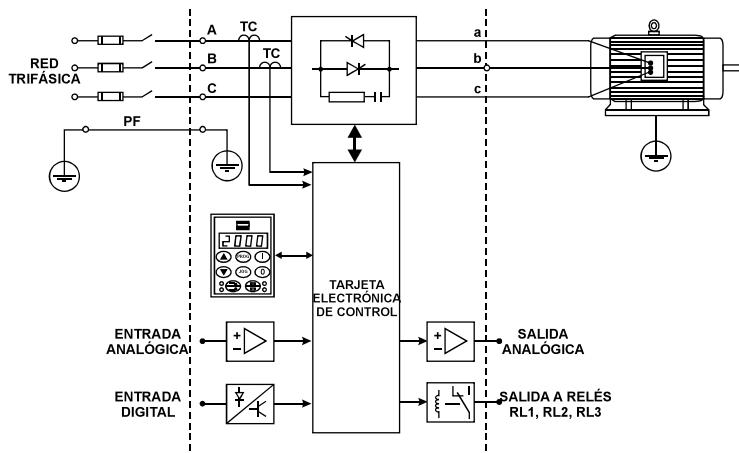 A
TC
a
RED
TRIFÁSICA
B
TC
b
C
c
PF
2000
PROG
I
JOG
0
TARJETA
ELECTRÓNICA
DE CONTROL
ENTRADA
ANALÓGICA
+
−
+
−
SALIDA
ANALÓGICA
ENTRADA
DIGITAL
SALIDA A RELÉS
RL1, RL2, RL3